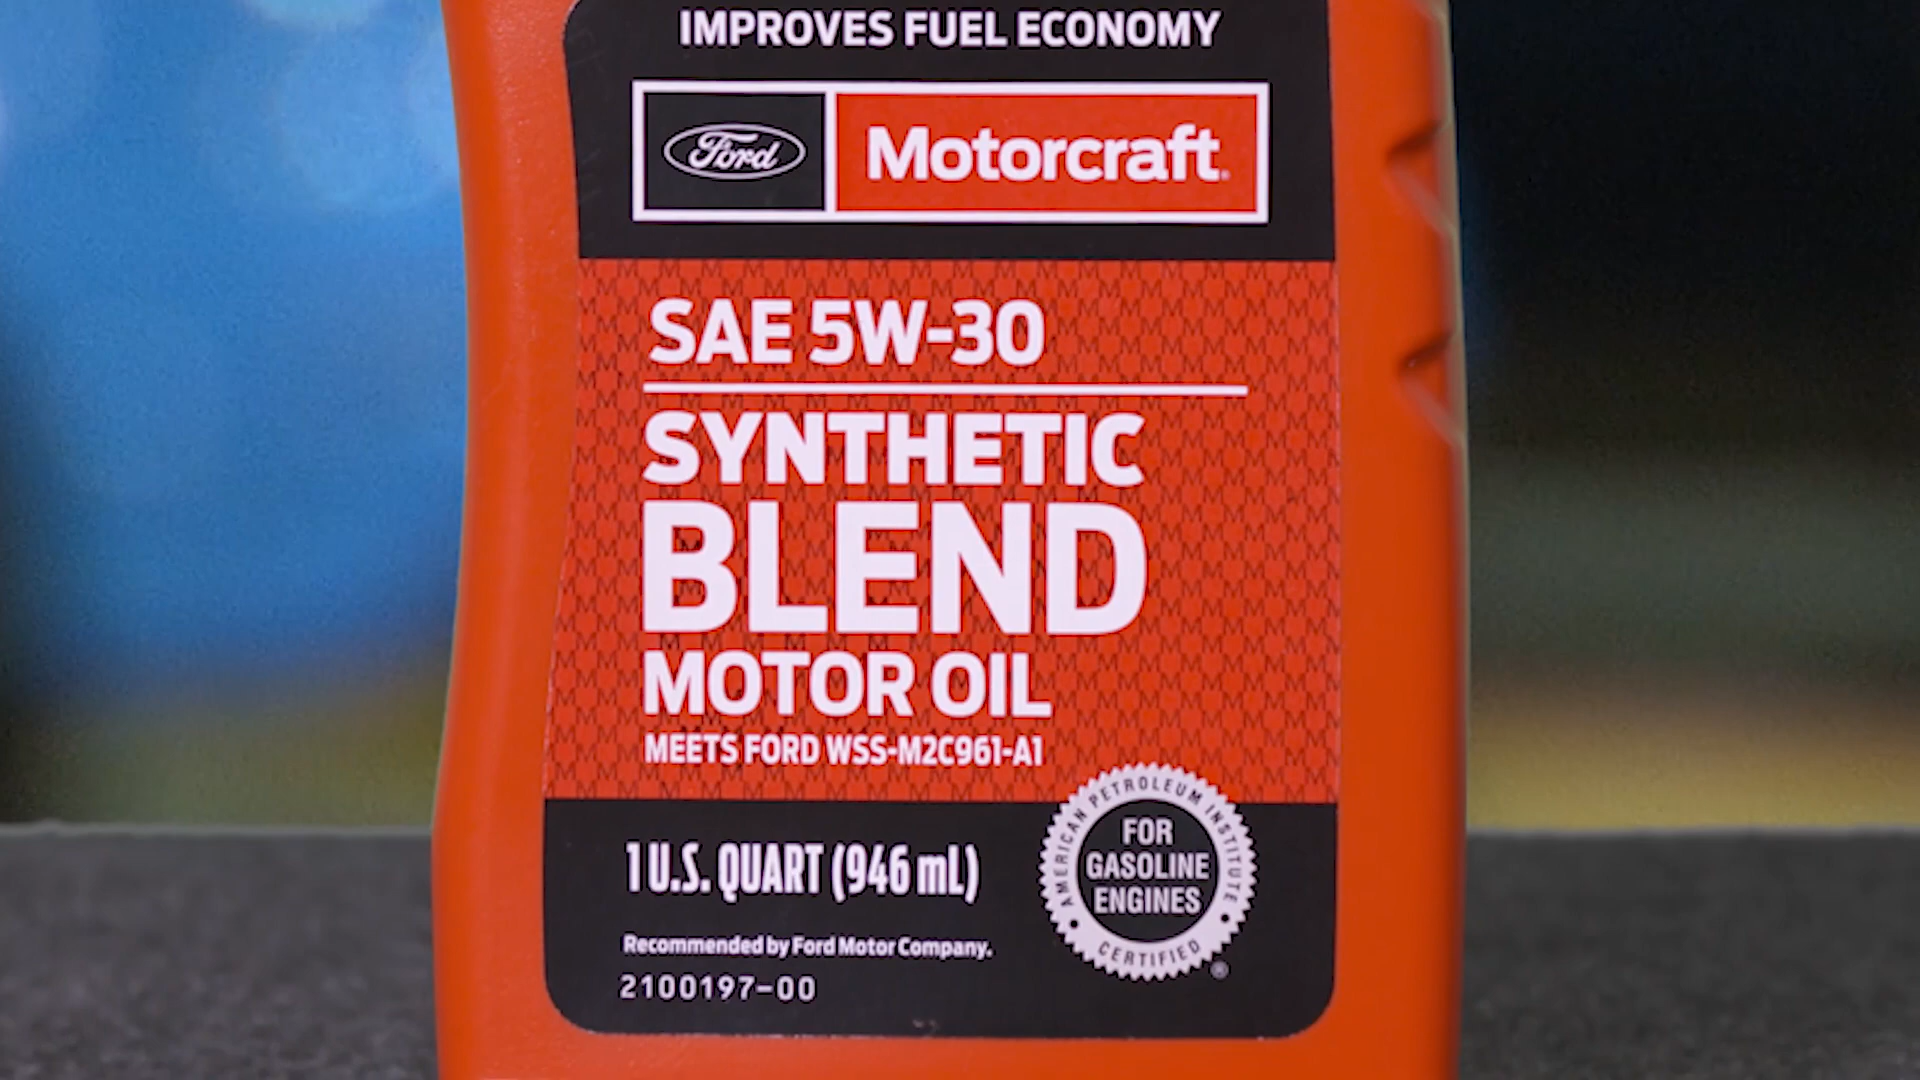 IMPROVES FUEL ECONOMY
Ford Motorcraft®
SAE 5W-30
SYNTHETIC
BLEND
MOTOR OIL
MEETS FORD WSS-M2C961-A1
1 U.S. QUART (946 mL)
Recommended by Ford Motor Company.
2100197-00
AMERICAN PETROLEUM INSTITUTE
FOR
GASOLINE
ENGINES
CERTIFIED
®